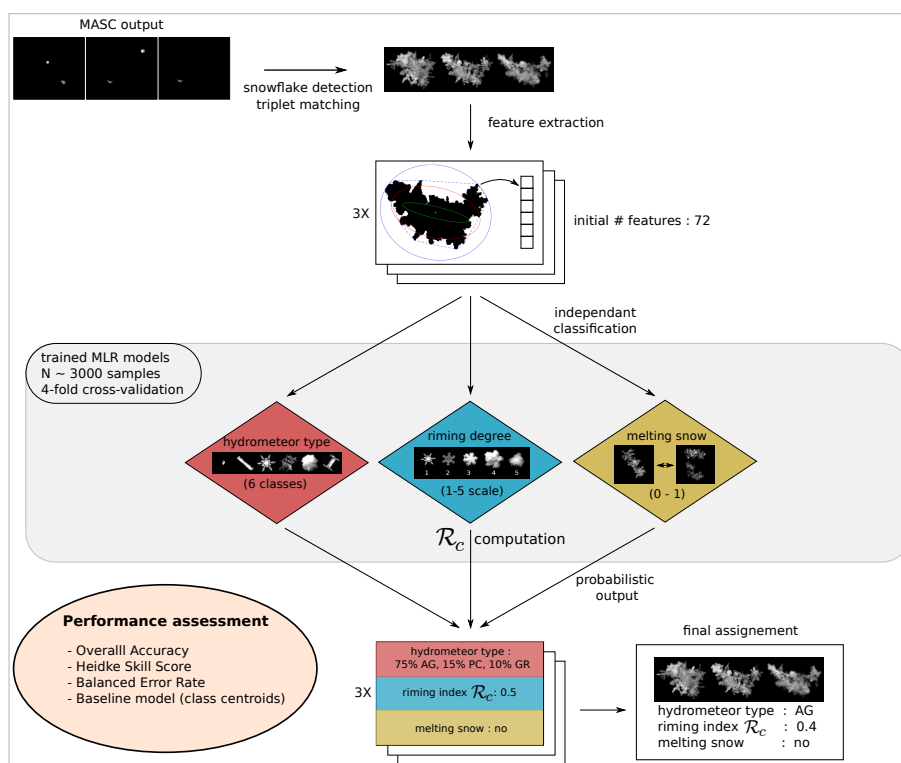 MASC output
snowflake detection
triplet matching
feature extraction
3X
initial # features : 72
independant
classification
trained MLR models
N ~ 3000 samples
4-fold cross-validation
hydrometeor type
(6 classes)
riming degree
1 2 3 4 5
(1-5 scale)
melting snow
(0 - 1)
ℛc computation
probabilistic
output
Performance assessment
- Overalll Accuracy
- Heidke Skill Score
- Balanced Error Rate
- Baseline model (class centroids)
3X
hydrometeor type :
75% AG, 15% PC, 10% GR
riming index ℛc: 0.5
melting snow : no
final assignement
hydrometeor type : AG
riming index ℛc : 0.4
melting snow : no